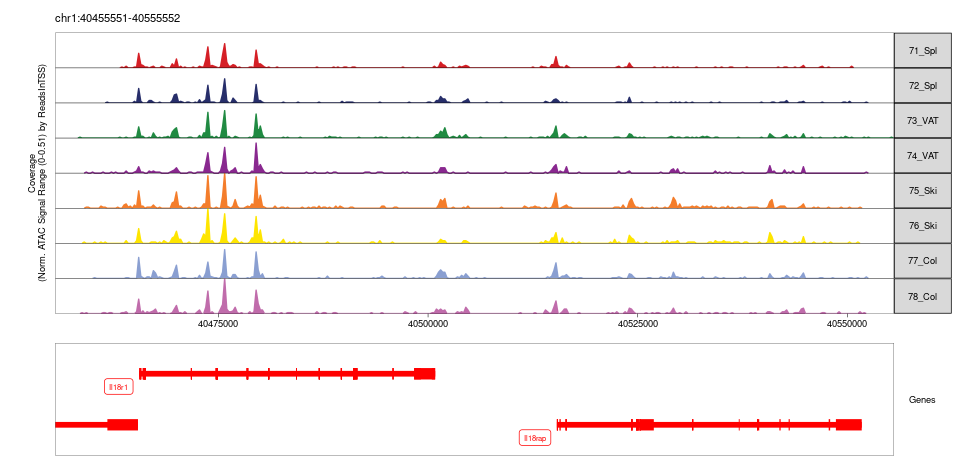 chr1:40455551-40555552
Coverage
(Norm. ATAC Signal Range (0-0.51) by ReadsInTSS)
71_Spl
72_Spl
73_VAT
74_VAT
75_Ski
76_Ski
77_Col
78_Col
40475000 40500000 40525000 40550000
Il18r1
Il18rap
Genes